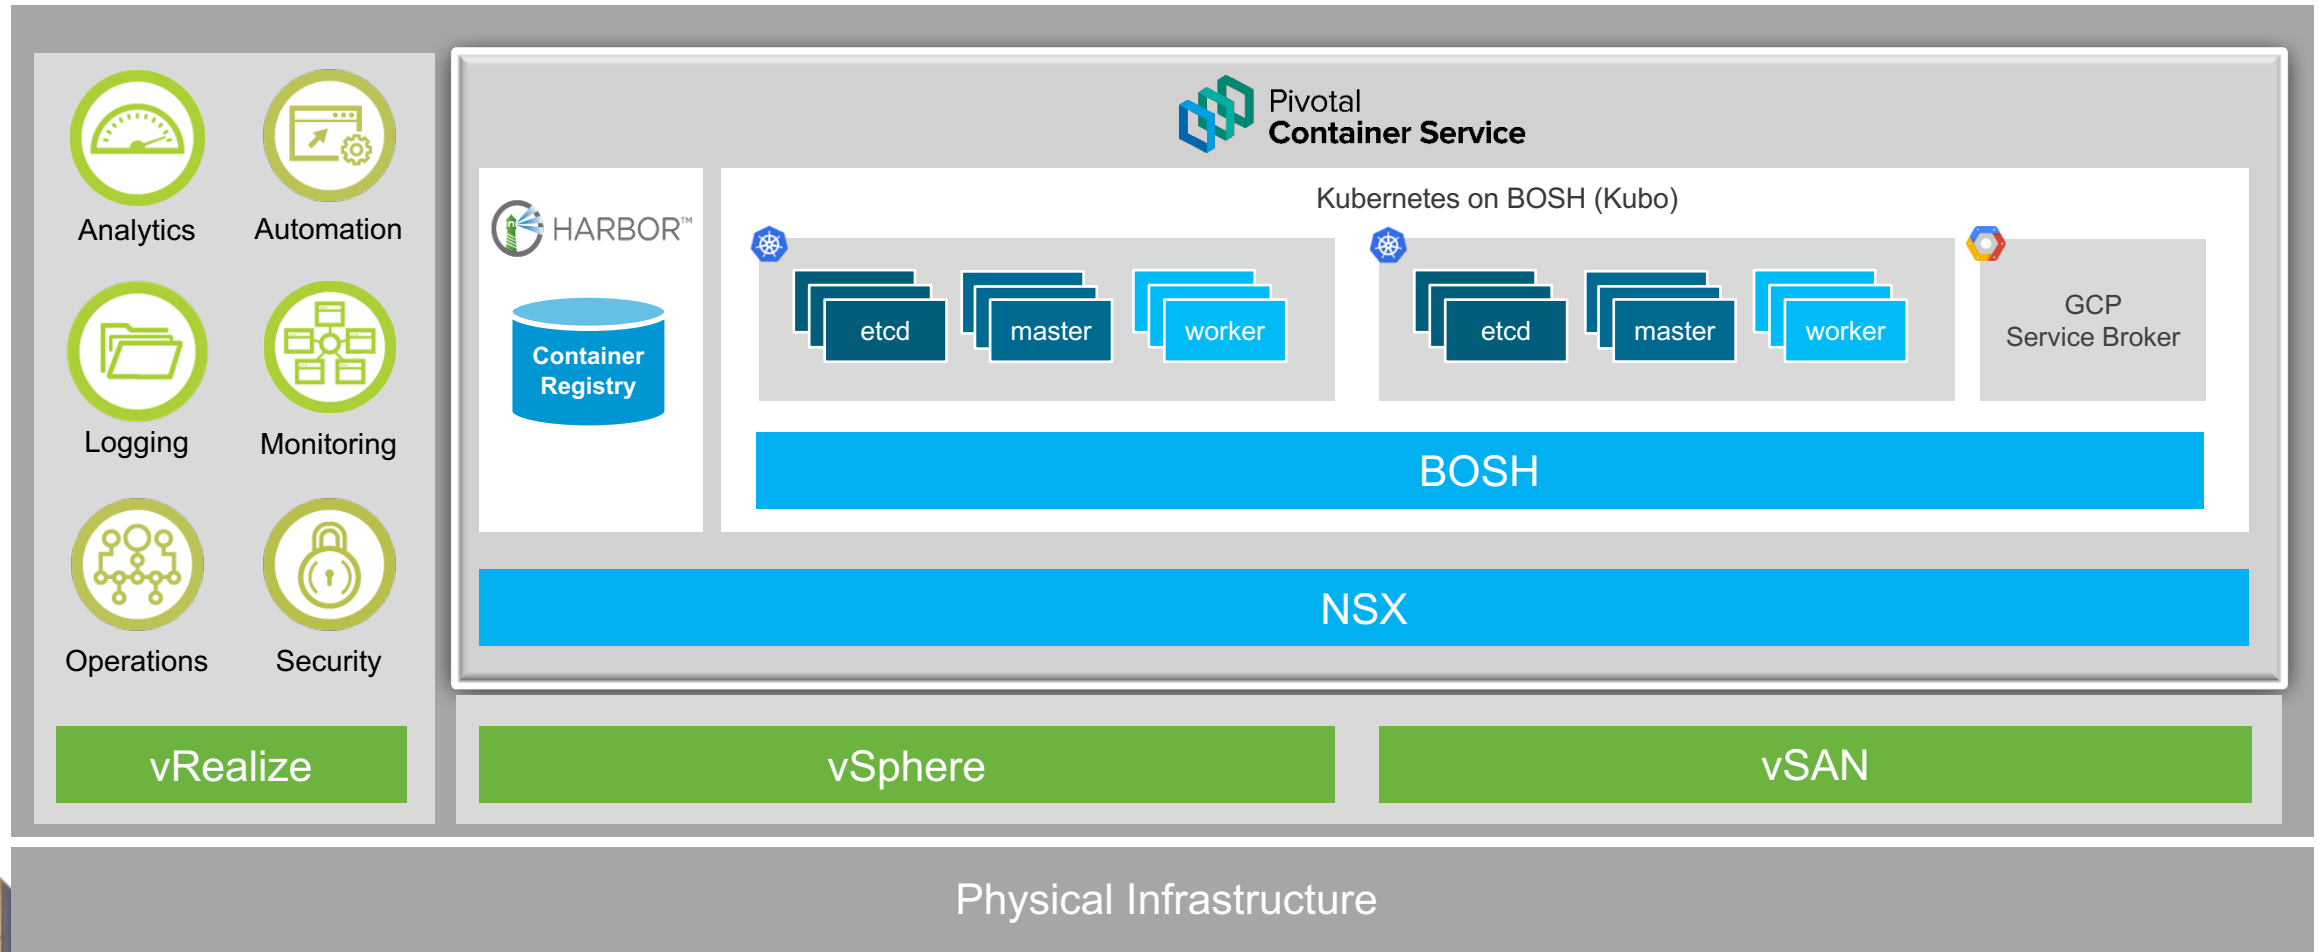 Pivotal
Container Service
Analytics
Automation
Logging
Monitoring
Operations
Security
vRealize
HARBOR™
Container
Registry
Kubernetes on BOSH (Kubo)
etcd
master
worker
etcd
master
worker
GCP
Service Broker
BOSH
NSX
vSphere
vSAN
Physical Infrastructure